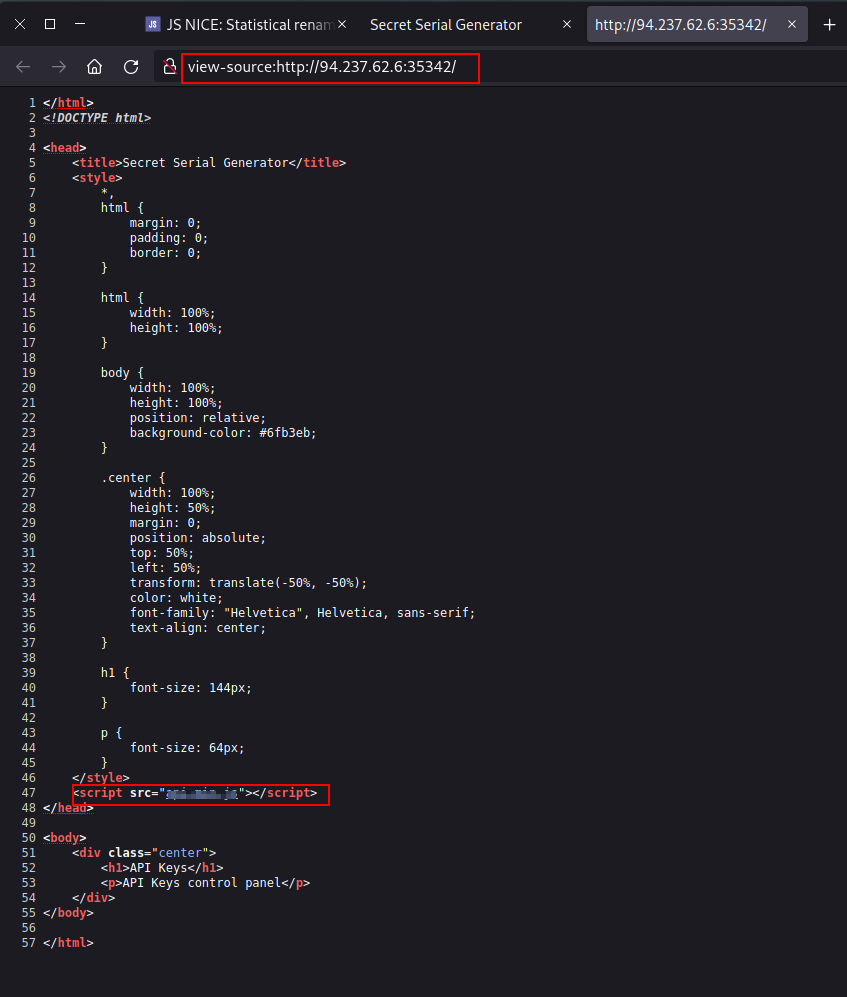 JS NICE: Statistical renam
Secret Serial Generator
http://94.237.62.6:35342/
view-source:http://94.237.62.6:35342/
1 </html>
2 <!DOCTYPE html>
3
4 <head>
5     <title>Secret Serial Generator</title>
6     <style>
7         *,
8         html {
9             margin: 0;
10             padding: 0;
11             border: 0;
12         }
13
14         html {
15             width: 100%;
16             height: 100%;
17         }
18
19         body {
20             width: 100%;
21             height: 100%;
22             position: relative;
23             background-color: #6fb3eb;
24         }
25
26         .center {
27             width: 100%;
28             height: 50%;
29             margin: 0;
30             position: absolute;
31             top: 50%;
32             left: 50%;
33             transform: translate(-50%, -50%);
34             color: white;
35             font-family: "Helvetica", Helvetica, sans-serif;
36             text-align: center;
37         }
38
39         h1 {
40             font-size: 144px;
41         }
42
43         p {
44             font-size: 64px;
45         }
46     </style>
47     <script src=""></script>
48 </head>
49
50 <body>
51     <div class="center">
52         <h1>API Keys</h1>
53         <p>API Keys control panel</p>
54     </div>
55 </body>
56
57 </html>